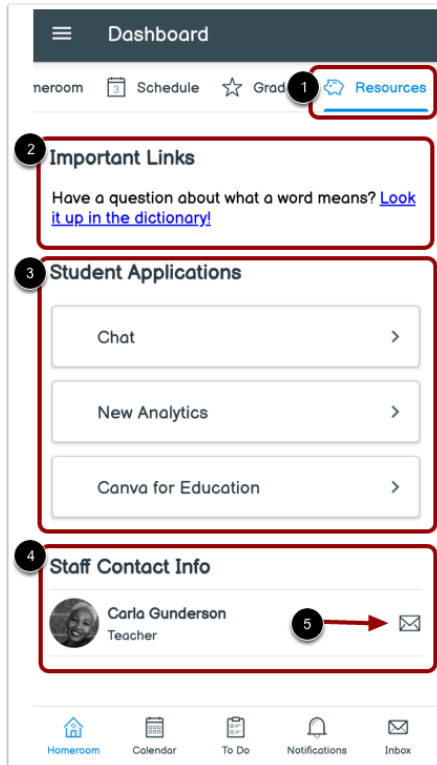 Dashboard
meroom 3 Schedule Grad 1 Resources
2
Important Links
Have a question about what a word means? Look
it up in the dictionary!
3
Student Applications
Chat
New Analytics
Canva for Education
4
Staff Contact Info
Carla Gunderson
Teacher
5
Homeroom Calendar To Do Notifications Inbox